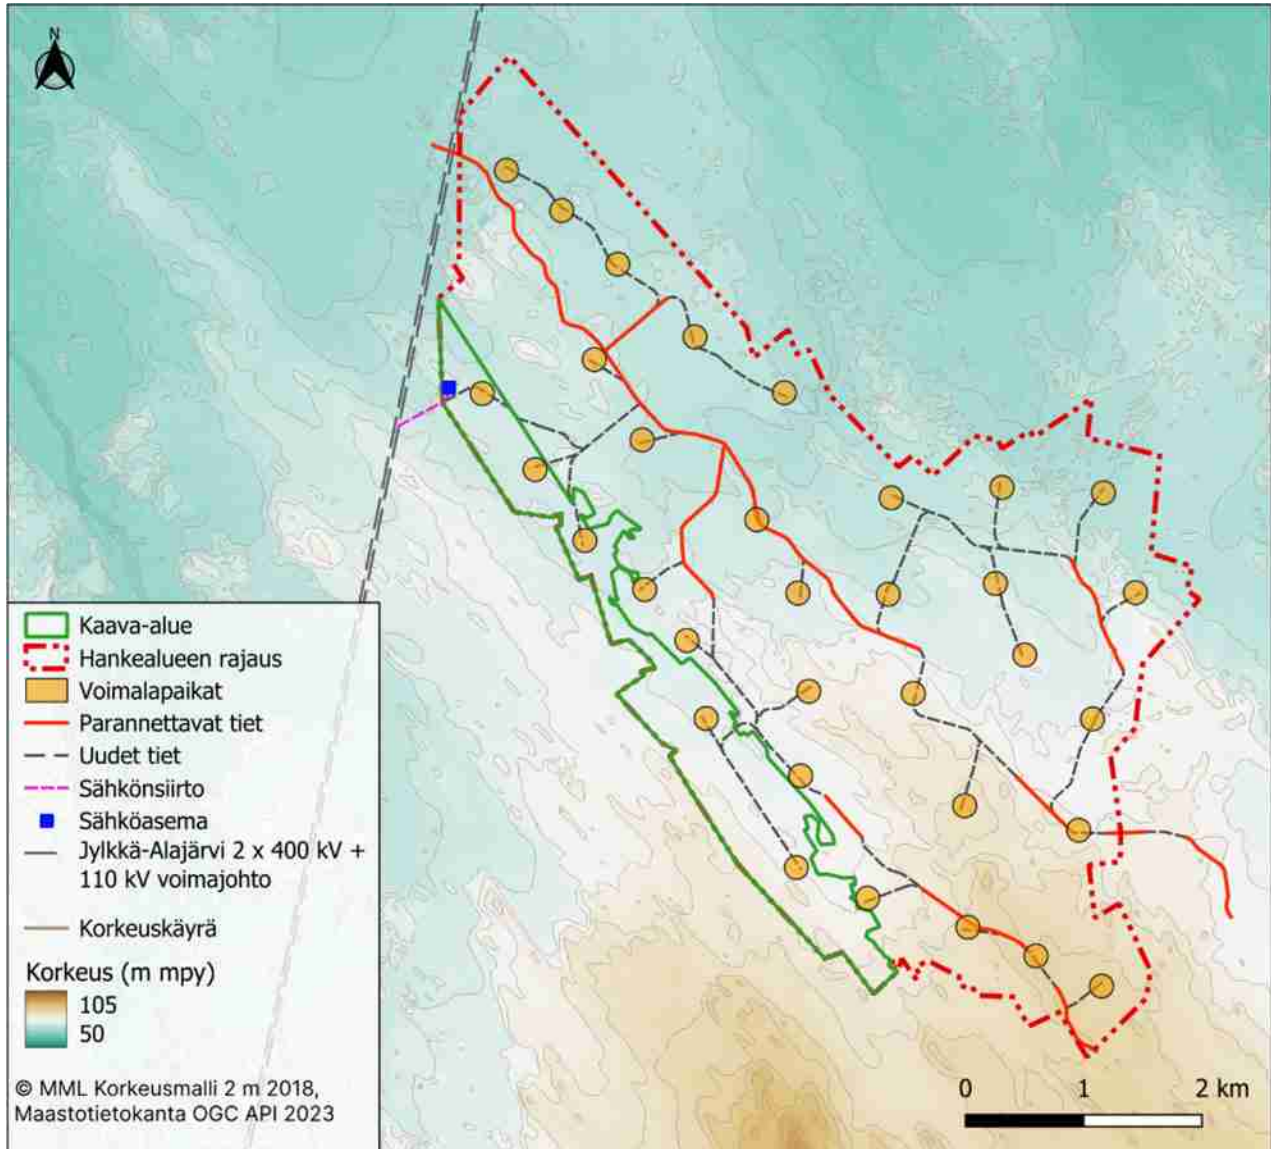 N
Kaava-alue
Hankealueen rajaus
Voimalapaikat
Parannettavat tiet
Uudet tiet
Sähkönsiirto
Sähköasema
Jylkkä-Alajärvi 2 x 400 kV +
110 kV voimajohto
Korkeuskäyrä
Korkeus (m mpy)
105
50
© MML Korkeusmalli 2 m 2018,
Maastotietokanta OGC API 2023
0 1 2 km